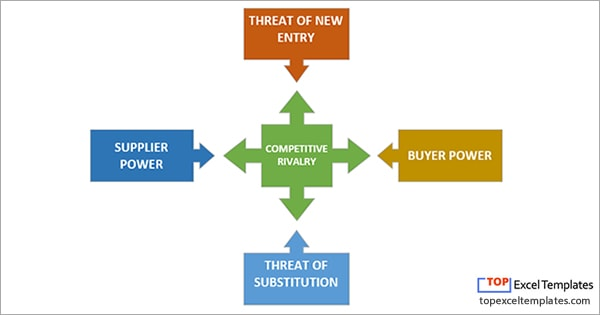 THREAT OF NEW
ENTRY
SUPPLIER
POWER
COMPETITIVE
RIVALRY
BUYER POWER
THREAT OF
SUBSTITUTION
TOP Excel Templates
topexceltemplates.com